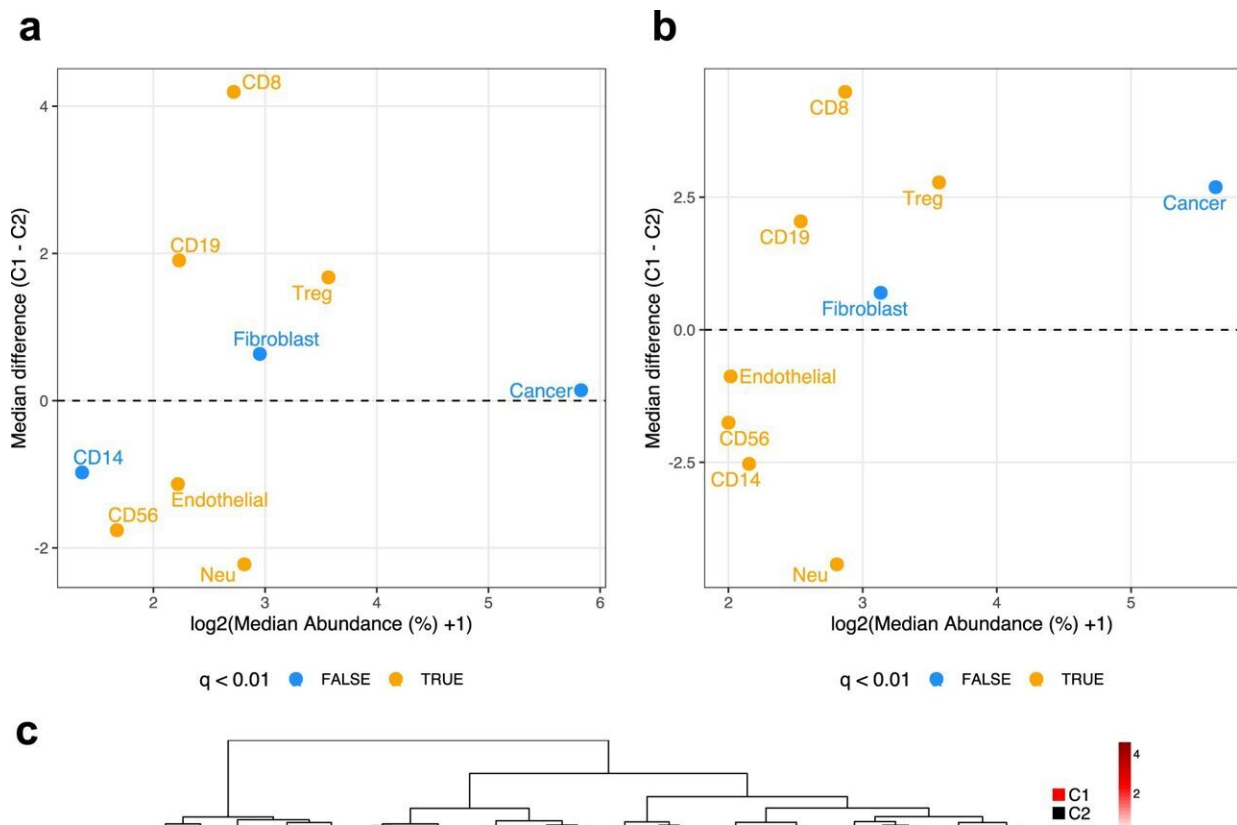 a
b
CD8
CD19
Treg
Fibroblast
Cancer
CD14
Endothelial
CD56
Neu
4
2
0
-2
2
3
4
5
6
Median difference (C1 - C2)
log2(Median Abundance (%) +1)
q < 0.01 FALSE TRUE
CD8
Treg
Cancer
CD19
Fibroblast
Endothelial
CD56
CD14
Neu
2.5
0.0
-2.5
2
3
4
5
Median difference (C1 - C2)
log2(Median Abundance (%) +1)
q < 0.01 FALSE TRUE
c
C1
C2
4
2